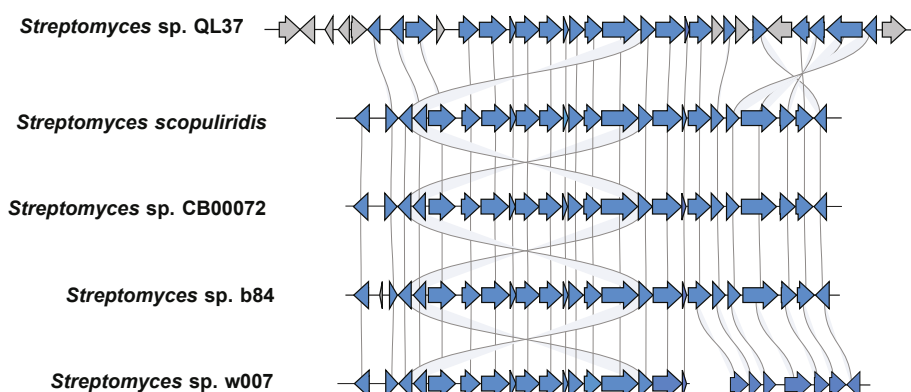 Streptomyces sp. QL37
Streptomyces scopuliridis
Streptomyces sp. CB00072
Streptomyces sp. b84
Streptomyces sp. w007